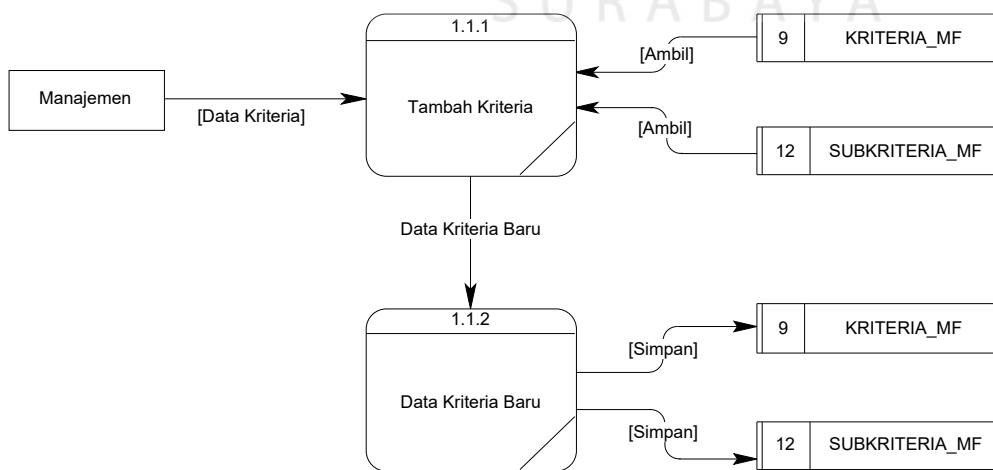 SURABAYA
1.1.1
Tambah Kriteria
Manajemen
[Data Kriteria]
[Ambil]
9 KRITERIA_MF
[Ambil]
12 SUBKRITERIA_MF
Data Kriteria Baru
1.1.2
Data Kriteria Baru
[Simpan]
9 KRITERIA_MF
[Simpan]
12 SUBKRITERIA_MF